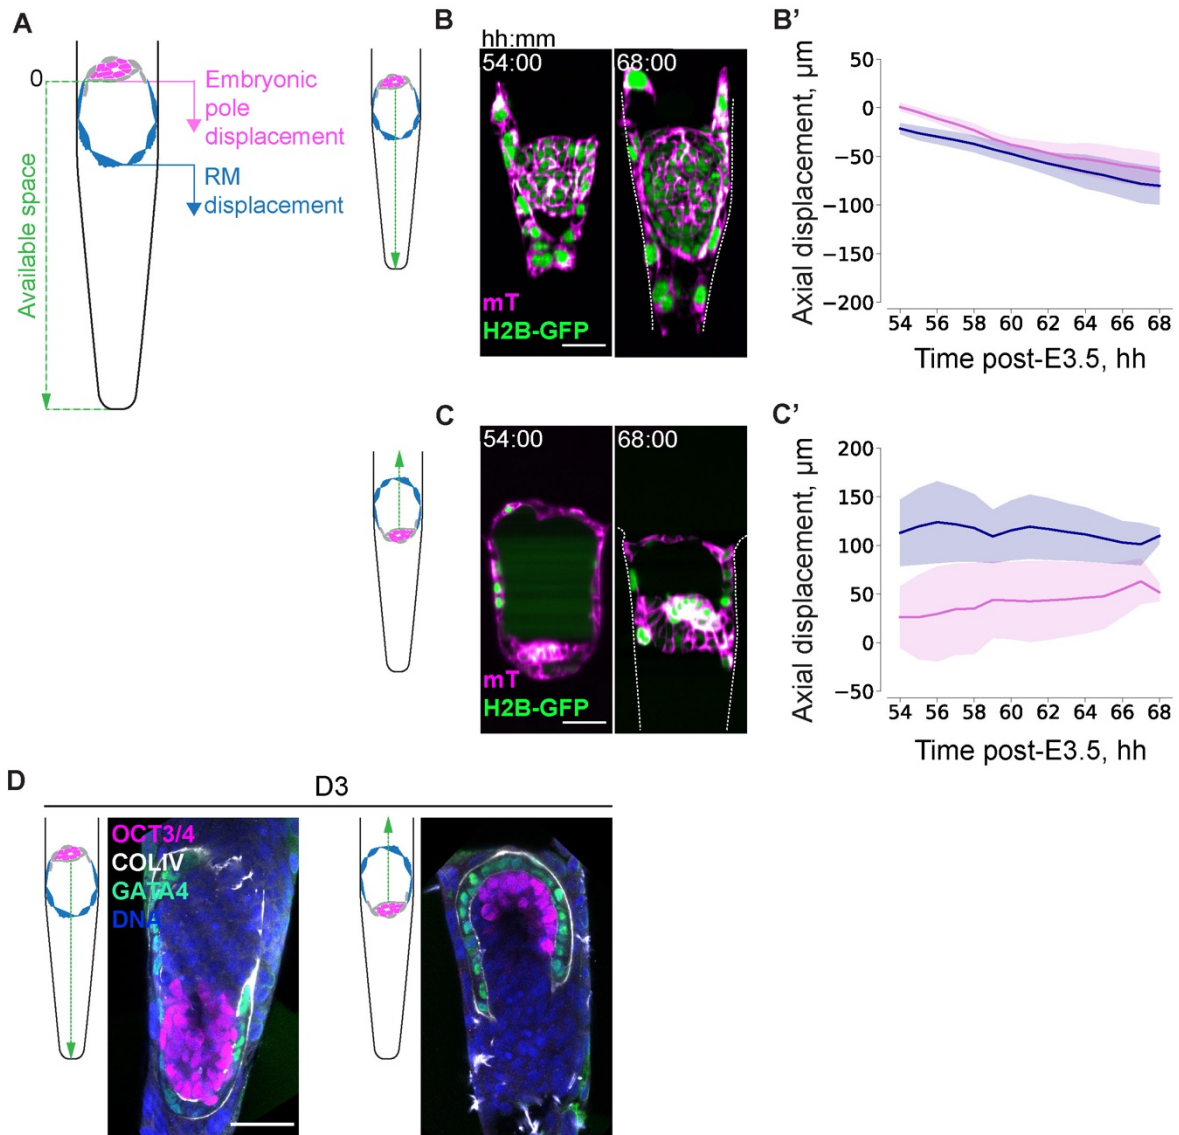 A
0
Available space
Embryonic
pole
displacement
RM
displacement
B
hh:mm
54:00
68:00
mT
H2B-GFP
B’
Axial displacement, µm
50
0
−50
−100
−150
−200
54 56 58 60 62 64 66 68
Time post-E3.5, hh
C
54:00
68:00
mT
H2B-GFP
C’
Axial displacement, µm
200
150
100
50
0
−50
54 56 58 60 62 64 66 68
Time post-E3.5, hh
D
D3
OCT3/4
COLIV
GATA4
DNA